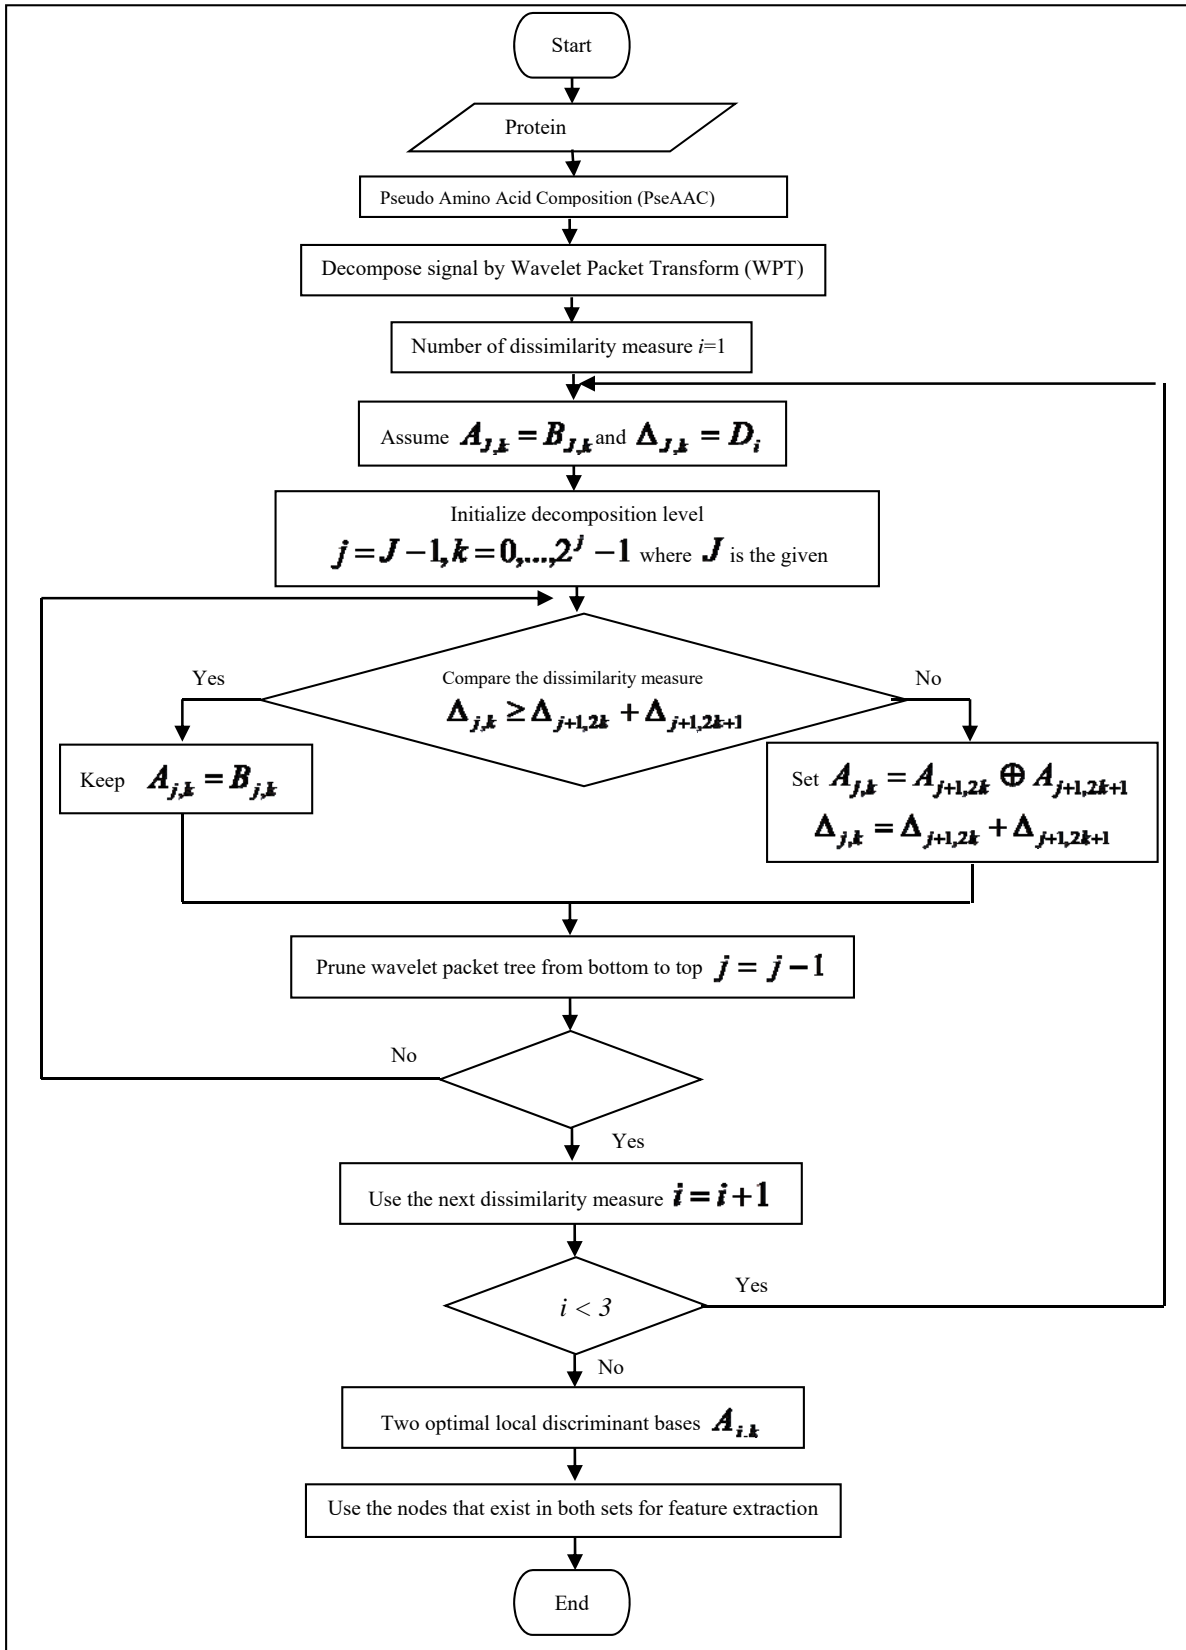 Start
Protein
Pseudo Amino Acid Composition (PseAAC)
Decompose signal by Wavelet Packet Transform (WPT)
Number of dissimilarity measure i=1
Assume A_{J,k} = B_{J,k} and Δ_{J,k} = D_i
Initialize decomposition level
j = J − 1, k = 0,...,2^j − 1 where J is the given
Compare the dissimilarity measure
Δ_{j,k} ≥ Δ_{j+1,2k} + Δ_{j+1,2k+1}
Yes
No
Keep A_{j,k} = B_{j,k}
Set A_{j,k} = A_{j+1,2k} ⊕ A_{j+1,2k+1}
Δ_{j,k} = Δ_{j+1,2k} + Δ_{j+1,2k+1}
Prune wavelet packet tree from bottom to top j = j − 1
No
Yes
Use the next dissimilarity measure i = i + 1
i < 3
Yes
No
Two optimal local discriminant bases A_{j,k}
Use the nodes that exist in both sets for feature extraction
End